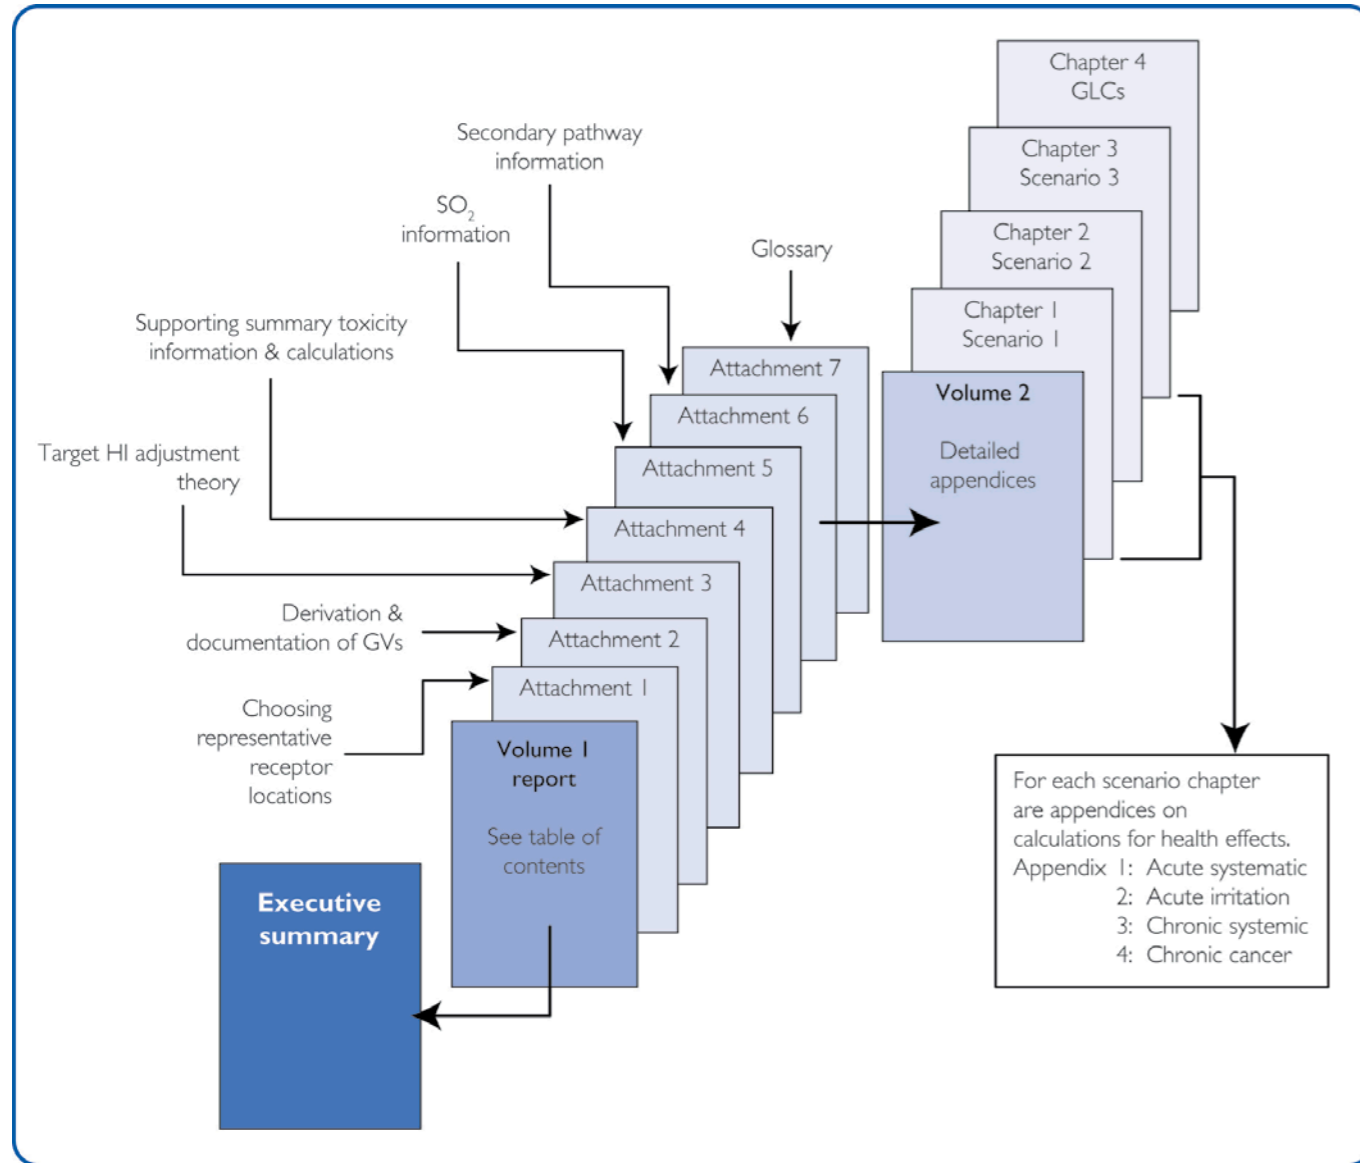 Chapter 4
GLCs
Chapter 3
Scenario 3
Chapter 2
Scenario 2
Chapter 1
Scenario 1
Volume 2
Detailed
appendices
Secondary pathway
information
SO₂
information
Glossary
Supporting summary toxicity
information & calculations
Target HI adjustment
theory
Derivation &
documentation of GVs
Choosing
representative
receptor
locations
Attachment 7
Attachment 6
Attachment 5
Attachment 4
Attachment 3
Attachment 2
Attachment 1
Volume 1
report
See table of
contents
Executive
summary
For each scenario chapter
are appendices on
calculations for health effects.
Appendix 1: Acute systematic
2: Acute irritation
3: Chronic systemic
4: Chronic cancer